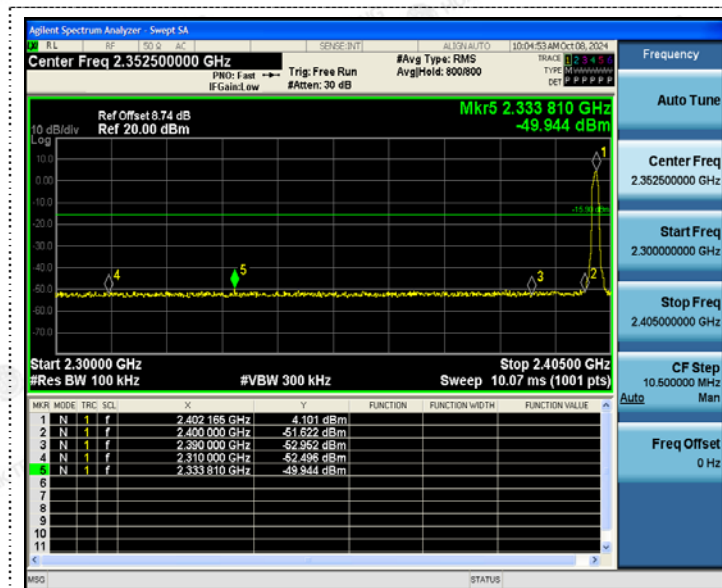 Agilent Spectrum Analyzer - Swept SA
RL RF 50 Ω AC SENSE:INT ALIGN AUTO 10:04:53 AM Oct 08, 2024
Center Freq 2.352500000 GHz #Avg Type: RMS TRACE 1 2 3 4 5 6
PNO: Fast Trig: Free Run Avg|Hold: 800/800 TYPE M
IFGain:Low #Atten: 30 dB DET P P P P P P
Mkr5 2.333 810 GHz
-49.944 dBm
Ref Offset 8.74 dB
10 dB/div Ref 20.00 dBm
Log
10.0
0.00
-10.0
-20.0
-30.0
-40.0
-50.0
-60.0
-70.0
1
-15.90 dBm
4
5
3
2
Start 2.30000 GHz Stop 2.40500 GHz
#Res BW 100 kHz #VBW 300 kHz Sweep 10.07 ms (1001 pts)
MKR MODE TRC SCL X Y FUNCTION FUNCTION WIDTH FUNCTION VALUE
1 N 1 f 2.402 165 GHz 4.101 dBm
2 N 1 f 2.400 000 GHz -51.622 dBm
3 N 1 f 2.390 000 GHz -52.952 dBm
4 N 1 f 2.310 000 GHz -52.496 dBm
5 N 1 f 2.333 810 GHz -49.944 dBm
6
7
8
9
10
11
MSG STATUS
Frequency
Auto Tune
Center Freq
2.352500000 GHz
Start Freq
2.300000000 GHz
Stop Freq
2.405000000 GHz
CF Step
10.500000 MHz
Auto Man
Freq Offset
0 Hz